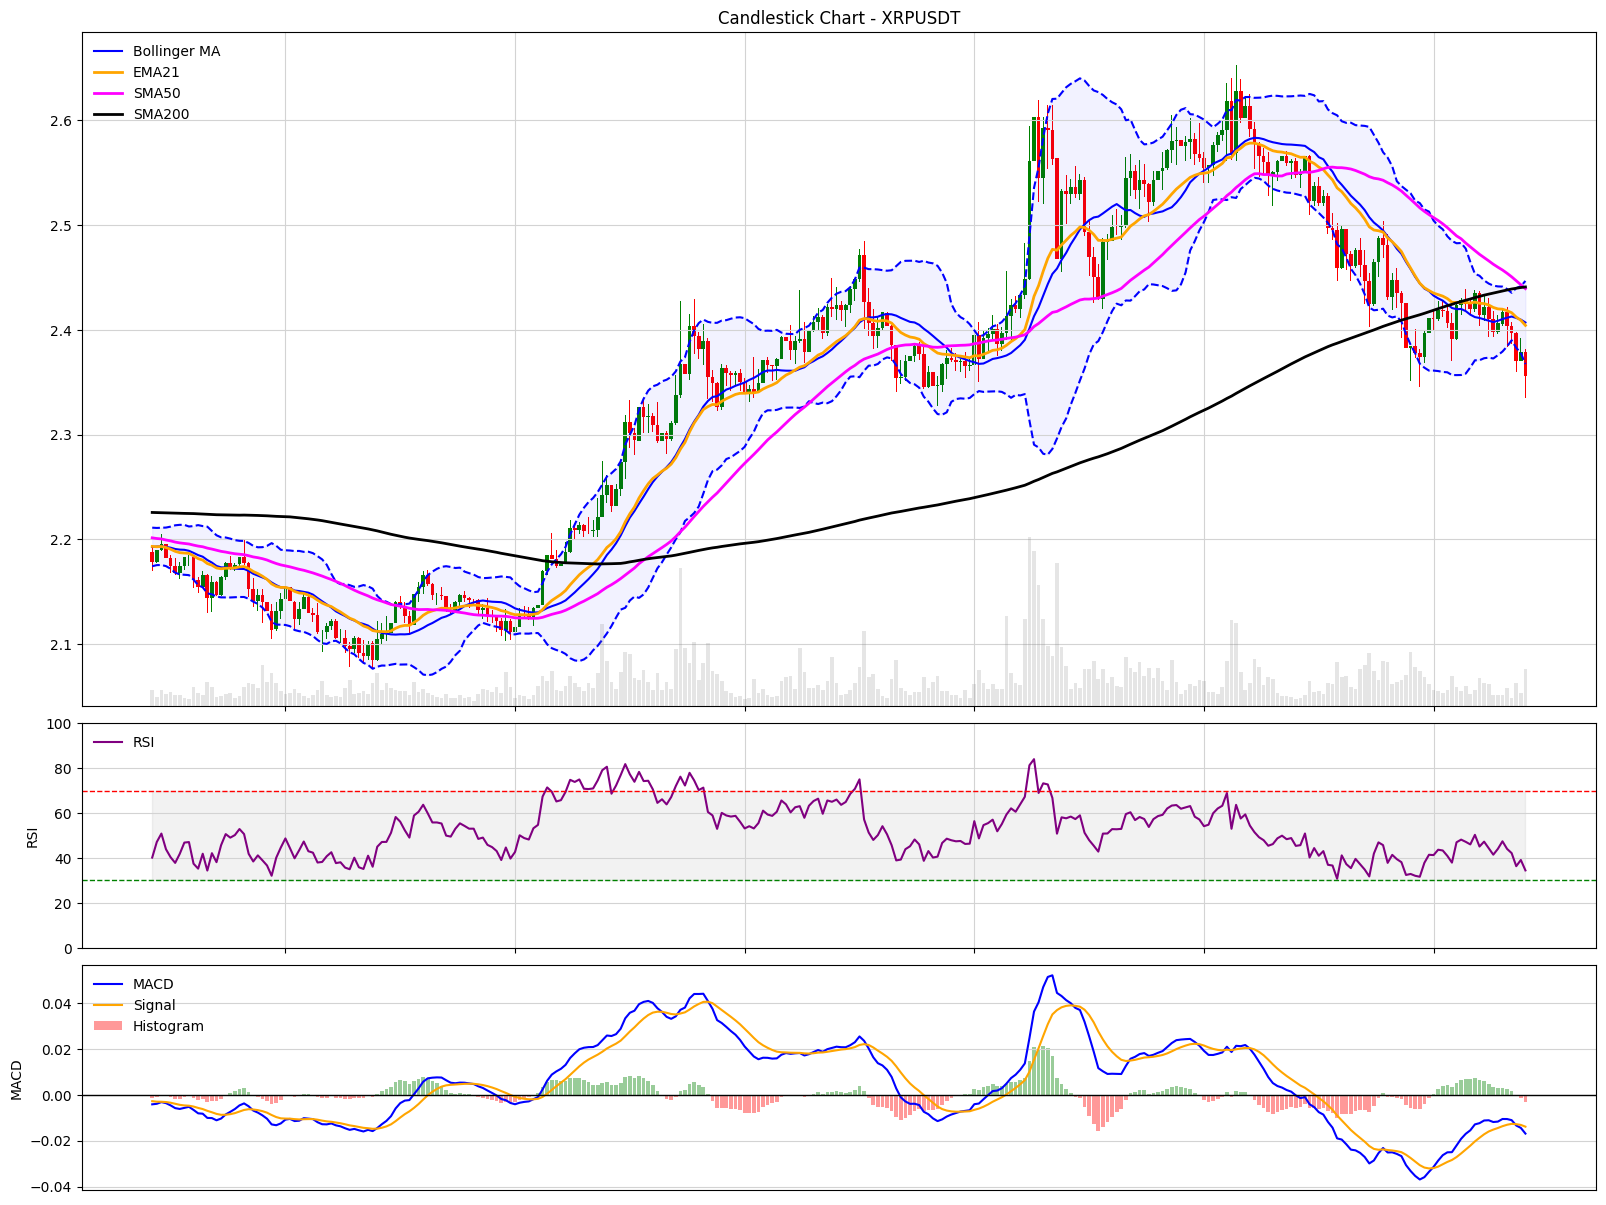 Candlestick Chart - XRPUSDT
Bollinger MA
EMA21
SMA50
SMA200
2.6
2.5
2.4
2.3
2.2
2.1
100
80
60
40
20
0
RSI
RSI
MACD
Signal
Histogram
0.04
0.02
0.00
−0.02
−0.04
MACD